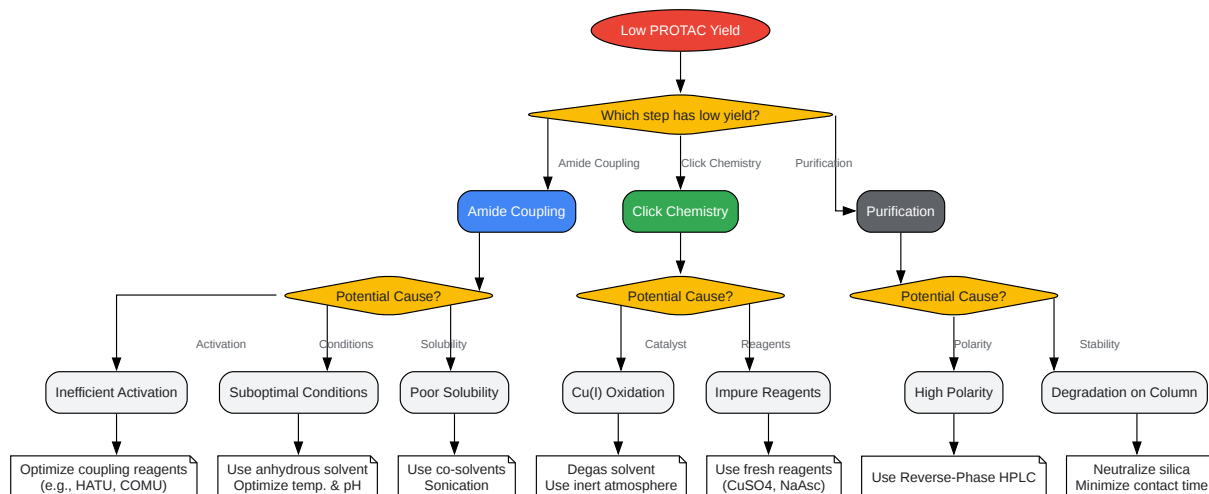 Low PROTAC Yield
Which step has low yield?
Amide Coupling
Click Chemistry
Purification
Amide Coupling
Click Chemistry
Purification
Potential Cause?
Potential Cause?
Potential Cause?
Activation
Conditions
Solubility
Catalyst
Reagents
Polarity
Stability
Inefficient Activation
Suboptimal Conditions
Poor Solubility
Cu(I) Oxidation
Impure Reagents
High Polarity
Degradation on Column
Optimize coupling reagents
(e.g., HATU, COMU)
Use anhydrous solvent
Optimize temp. & pH
Use co-solvents
Sonication
Degas solvent
Use inert atmosphere
Use fresh reagents
(CuSO4, NaAsc)
Use Reverse-Phase HPLC
Neutralize silica
Minimize contact time